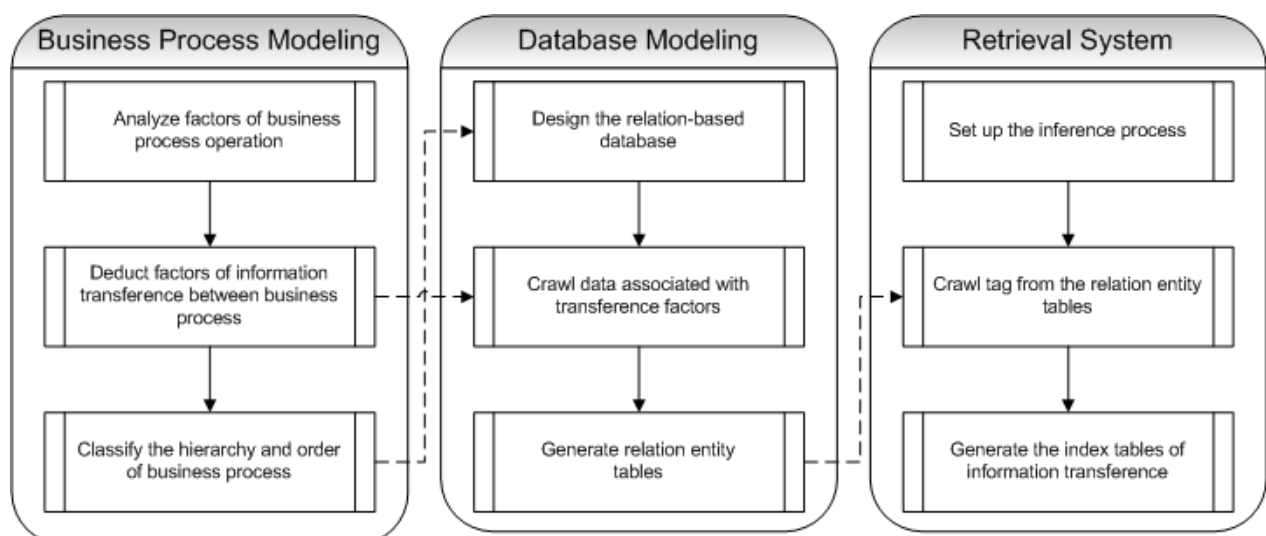 Business Process Modeling
Analyze factors of business
process operation
Deduct factors of information
transference between business
process
Classify the hierarchy and order
of business process
Database Modeling
Design the relation-based
database
Crawl data associated with
transference factors
Generate relation entity
tables
Retrieval System
Set up the inference process
Crawl tag from the relation entity
tables
Generate the index tables of
information transference